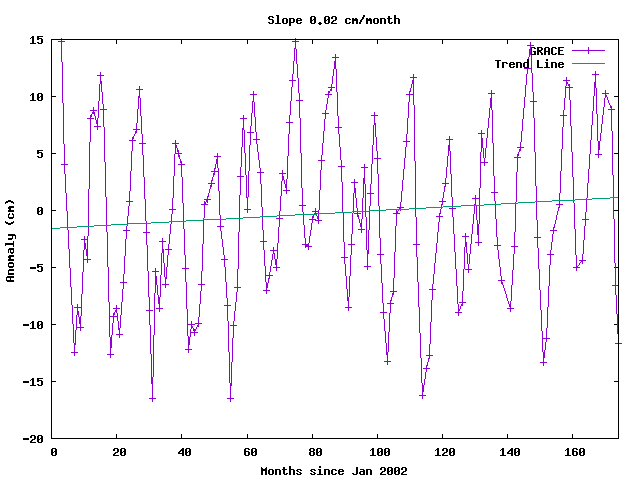 Slope 0.02 cm/month
GRACE
Trend Line
15
10
5
0
-5
-10
-15
-20
Anomaly (cm)
0 20 40 60 80 100 120 140 160
Months since Jan 2002